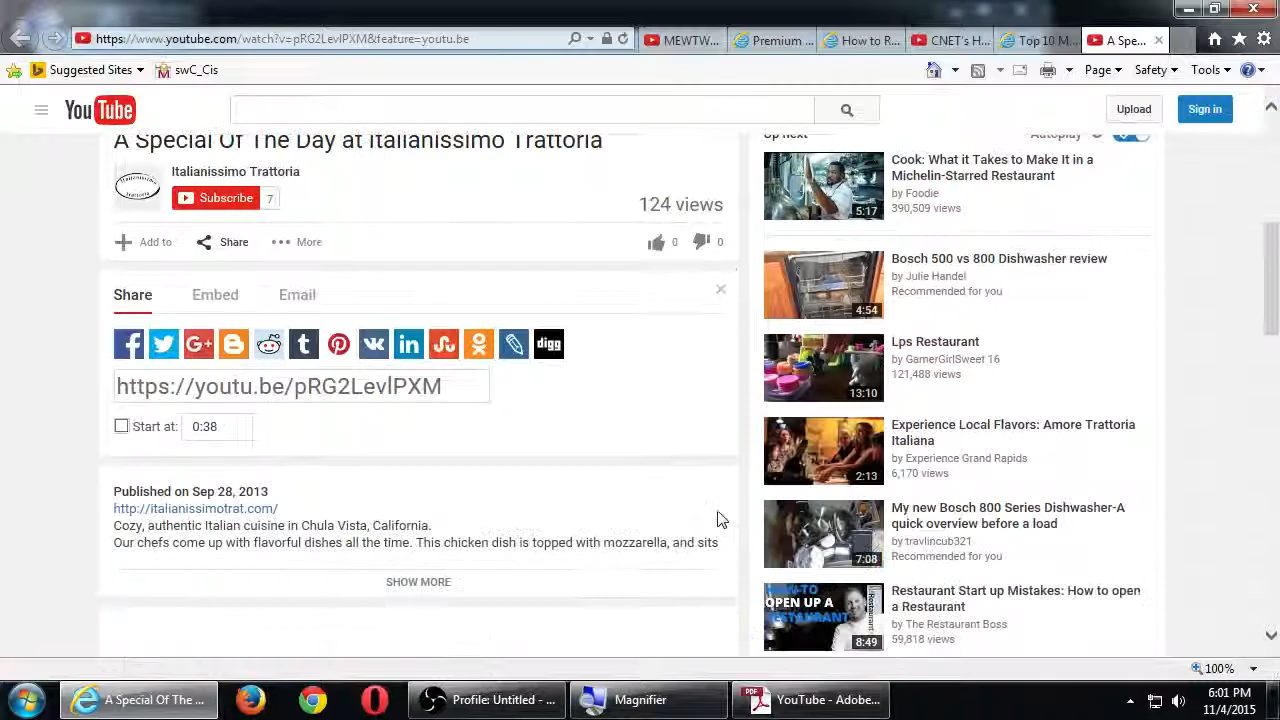 https://www.youtube.com/watch?v=pRG2LevlPXM&feature=youtu.be
MEWTW...
Premium ...
How to R...
CNET's H...
Top 10 M...
A Spe...
Suggested Sites
swC_Cis
Page
Safety
Tools
YouTube
Upload
Sign in
A Special Of The Day at Italianissimo Trattoria
Italianissimo Trattoria
Subscribe 7
124 views
Add to
Share
More
0
0
Share
Embed
Email
digg
https://youtu.be/pRG2LevlPXM
Start at: 0:38
Published on Sep 28, 2013
http://italianissimotrat.com/
Cozy, authentic Italian cuisine in Chula Vista, California.
Our chefs come up with flavorful dishes all the time. This chicken dish is topped with mozzarella, and sits
SHOW MORE
Up next
Autoplay
Cook: What it Takes to Make It in a
Michelin-Starred Restaurant
by Foodie
390,509 views
5:17
Bosch 500 vs 800 Dishwasher review
by Julie Handel
Recommended for you
4:54
Lps Restaurant
by GamerGirlSweet 16
121,488 views
13:10
Experience Local Flavors: Amore Trattoria
Italiana
by Experience Grand Rapids
6,170 views
2:13
My new Bosch 800 Series Dishwasher-A
quick overview before a load
by travlincub321
Recommended for you
7:08
HOW-TO
OPEN UP A
RESTAURANT
Restaurant Start up Mistakes: How to open
a Restaurant
by The Restaurant Boss
59,818 views
8:49
100%
A Special Of The ...
Profile: Untitled - ...
Magnifier
YouTube - Adobe...
6:01 PM
11/4/2015